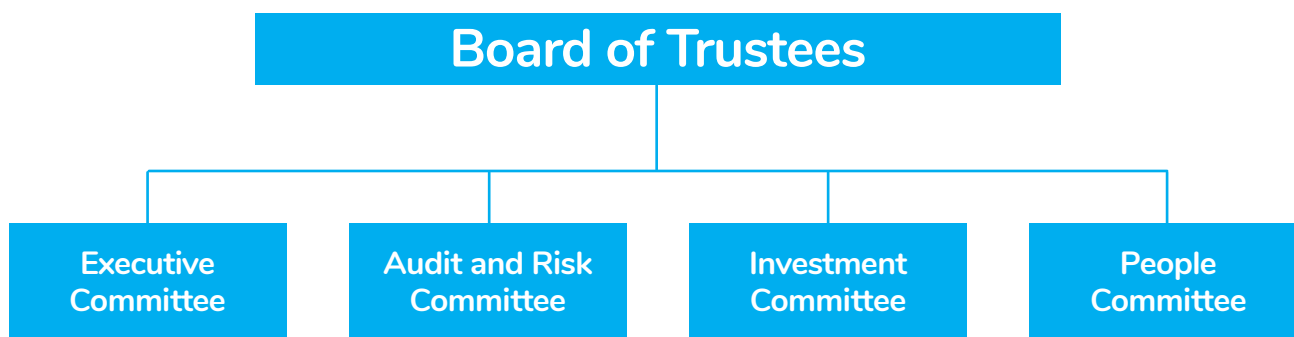 Board of Trustees
Executive
Committee
Audit and Risk
Committee
Investment
Committee
People
Committee